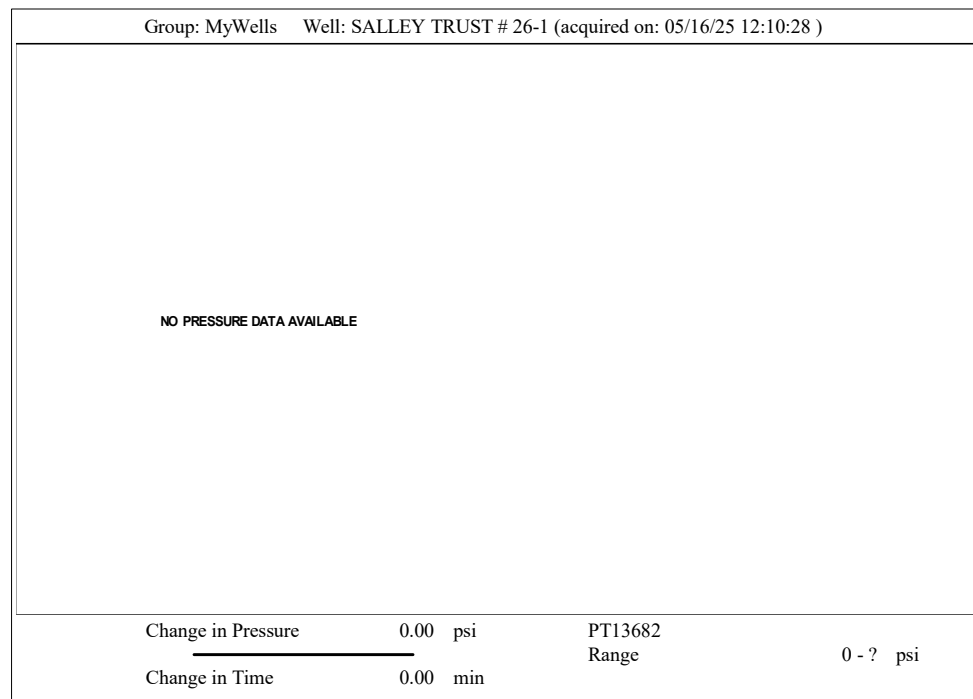 Group: MyWells Well: SALLEY TRUST # 26-1 (acquired on: 05/16/25 12:10:28 )
NO PRESSURE DATA AVAILABLE
Change in Pressure 0.00 psi PT13682
Range 0 - ? psi
Change in Time 0.00 min